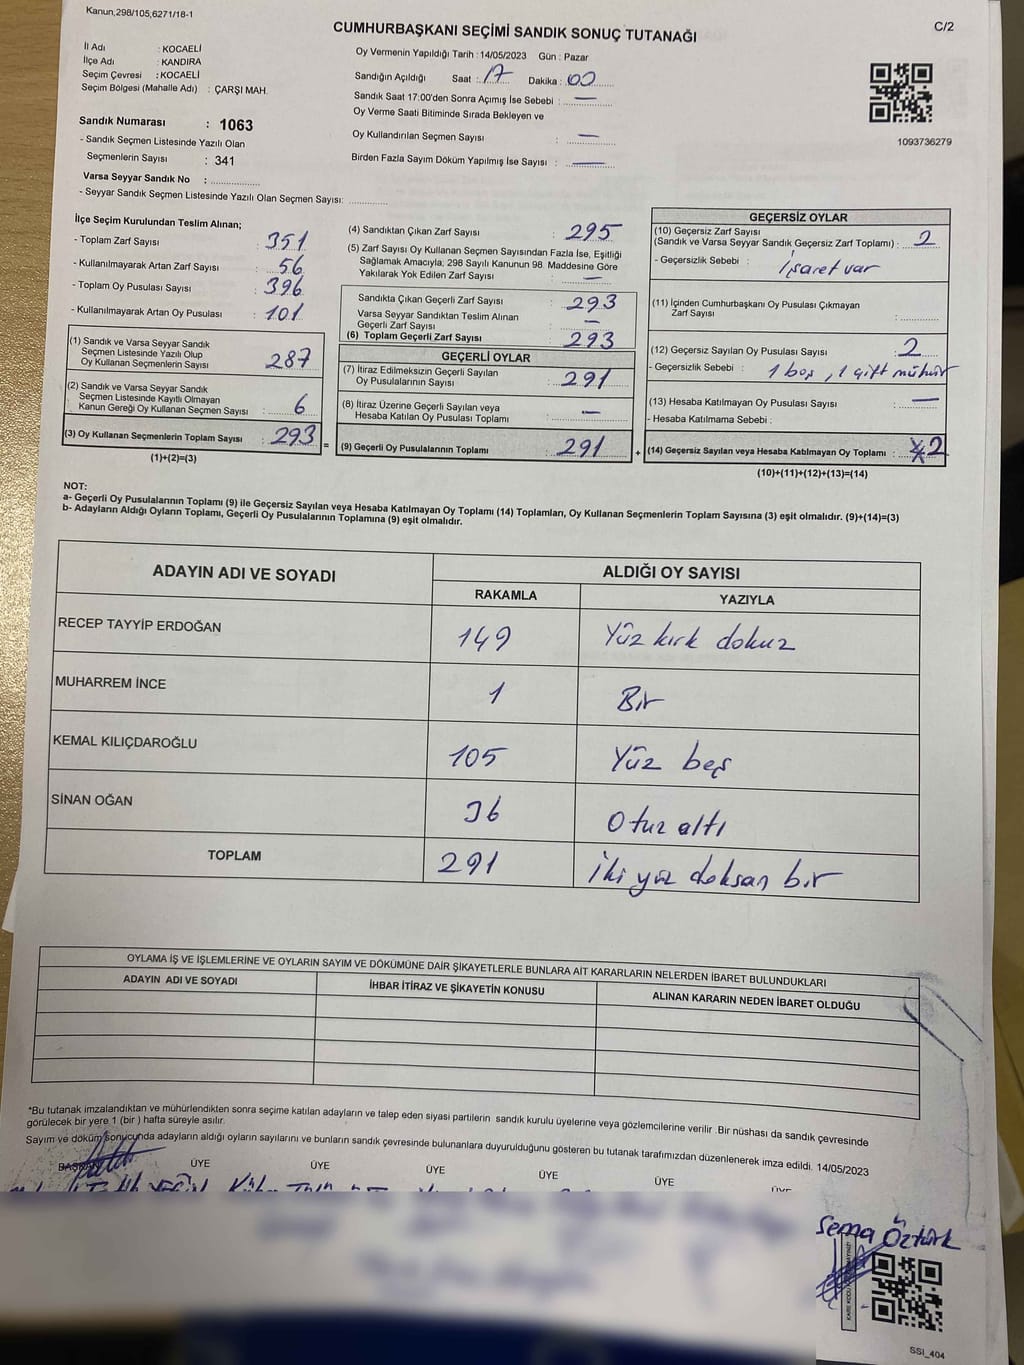 Kanun,298/105,6271/18-1
C/2
CUMHURBAŞKANI SEÇİMİ SANDIK SONUÇ TUTANAĞI
İl Adı : KOCAELİ
İlçe Adı : KANDIRA
Seçim Çevresi : KOCAELİ
Seçim Bölgesi (Mahalle Adı) : ÇARŞI MAH.
Sandık Numarası : 1063
- Sandık Seçmen Listesinde Yazılı Olan
Seçmenlerin Sayısı : 341
Varsa Seyyar Sandık No :
- Seyyar Sandık Seçmen Listesinde Yazılı Olan Seçmen Sayısı:
Oy Vermenin Yapıldığı Tarih : 14/05/2023 Gün : Pazar
Sandığın Açıldığı Saat : 17 Dakika : 00
Sandık Saat 17:00'den Sonra Açımış İse Sebebi : —
Oy Verme Saati Bitiminde Sırada Bekleyen ve
Oy Kullandırılan Seçmen Sayısı : —
Birden Fazla Sayım Döküm Yapılmış İse Sayısı : —
1093736279
İlçe Seçim Kurulundan Teslim Alınan;
- Toplam Zarf Sayısı : 351
- Kullanılmayarak Artan Zarf Sayısı : 56
- Toplam Oy Pusulası Sayısı : 396
- Kullanılmayarak Artan Oy Pusulası : 101
(1) Sandık ve Varsa Seyyar Sandık
Seçmen Listesinde Yazılı Olup
Oy Kullanan Seçmenlerin Sayısı : 287
(2) Sandık ve Varsa Seyyar Sandık
Seçmen Listesinde Kayıtlı Olmayan
Kanun Gereği Oy Kullanan Seçmen Sayısı : 6
(3) Oy Kullanan Seçmenlerin Toplam Sayısı : 293
(1)+(2)=(3)
(4) Sandıktan Çıkan Zarf Sayısı : 295
(5) Zarf Sayısı Oy Kullanan Seçmen Sayısından Fazla İse, Eşitliği
Sağlamak Amacıyla; 298 Sayılı Kanunun 98. Maddesine Göre
Yakılarak Yok Edilen Zarf Sayısı : —
Sandıkta Çıkan Geçerli Zarf Sayısı : 293
Varsa Seyyar Sandıktan Teslim Alınan
Geçerli Zarf Sayısı : —
(6) Toplam Geçerli Zarf Sayısı : 293
GEÇERLİ OYLAR
(7) İtiraz Edilmeksizin Geçerli Sayılan
Oy Pusulalarının Sayısı : 291
(8) İtiraz Üzerine Geçerli Sayılan veya
Hesaba Katılan Oy Pusulası Toplamı : —
= (9) Geçerli Oy Pusulalarının Toplamı : 291
GEÇERSİZ OYLAR
(10) Geçersiz Zarf Sayısı
(Sandık ve Varsa Seyyar Sandık Geçersiz Zarf Toplamı) : 2
- Geçersizlik Sebebi : İşaret var
(11) İçinden Cumhurbaşkanı Oy Pusulası Çıkmayan
Zarf Sayısı :
(12) Geçersiz Sayılan Oy Pusulası Sayısı : 2
- Geçersizlik Sebebi : 1 boş, 1 çift mühür
(13) Hesaba Katılmayan Oy Pusulası Sayısı : —
- Hesaba Katılmama Sebebi :
+ (14) Geçersiz Sayılan veya Hesaba Katılmayan Oy Toplamı : 2
(10)+(11)+(12)+(13)=(14)
NOT:
a- Geçerli Oy Pusulalarının Toplamı (9) ile Geçersiz Sayılan veya Hesaba Katılmayan Oy Toplamı (14) Toplamları, Oy Kullanan Seçmenlerin Toplam Sayısına (3) eşit olmalıdır. (9)+(14)=(3)
b- Adayların Aldığı Oyların Toplamı, Geçerli Oy Pusulalarının Toplamına (9) eşit olmalıdır.
ADAYIN ADI VE SOYADI
ALDIĞI OY SAYISI
RAKAMLA YAZIYLA
RECEP TAYYİP ERDOĞAN 149 Yüz kırk dokuz
MUHARREM İNCE 1 Bir
KEMAL KILIÇDAROĞLU 105 Yüz beş
SİNAN OĞAN 36 Otuz altı
TOPLAM 291 İki yüz doksan bir
OYLAMA İŞ VE İŞLEMLERİNE VE OYLARIN SAYIM VE DÖKÜMÜNE DAİR ŞİKAYETLERLE BUNLARA AİT KARARLARIN NELERDEN İBARET BULUNDUKLARI
ADAYIN ADI VE SOYADI İHBAR İTİRAZ VE ŞİKAYETİN KONUSU ALINAN KARARIN NEDEN İBARET OLDUĞU
*Bu tutanak imzalandıktan ve mühürlendikten sonra seçime katılan adayların ve talep eden siyasi partilerin sandık kurulu üyelerine veya gözlemcilerine verilir .Bir nüshası da sandık çevresinde
görülecek bir yere 1 (bir ) hafta süreyle asılır.
Sayım ve döküm sonucunda adayların aldığı oyların sayılarını ve bunların sandık çevresinde bulunanlara duyurulduğunu gösteren bu tutanak tarafımızdan düzenlenerek imza edildi. 14/05/2023
BAŞKAN ÜYE ÜYE ÜYE ÜYE ÜYE ÜYE
Sema Öztürk
SSI_404